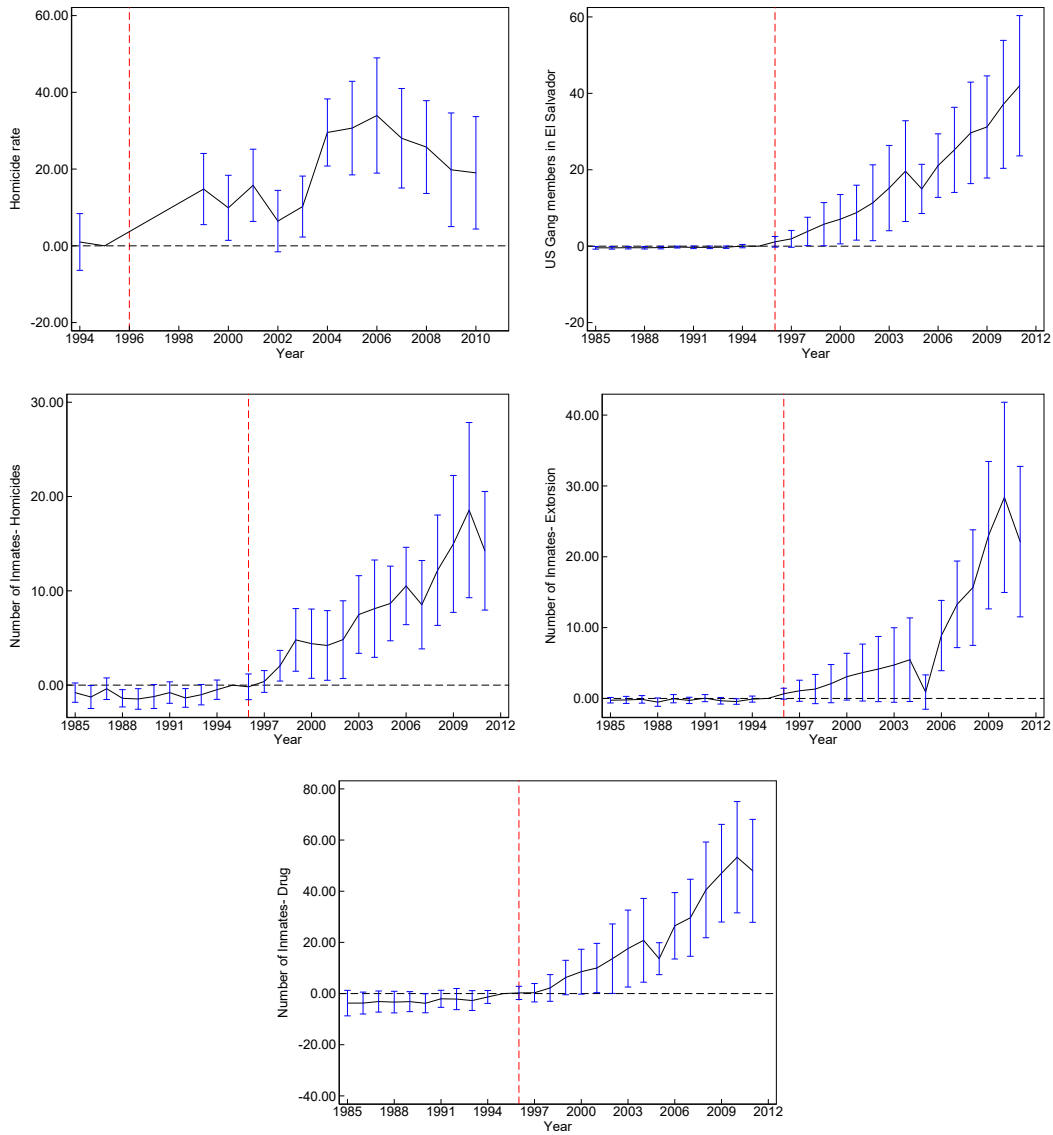 60.00
40.00
20.00
0.00
-20.00
Homicide rate
1994 1996 1998 2000 2002 2004 2006 2008 2010
Year
60
40
20
0
-20
US Gang members in El Salvador
1985 1988 1991 1994 1997 2000 2003 2006 2009 2012
Year
30.00
20.00
10.00
0.00
Number of Inmates- Homicides
1985 1988 1991 1994 1997 2000 2003 2006 2009 2012
Year
40.00
30.00
20.00
10.00
0.00
Number of Inmates- Extorsion
1985 1988 1991 1994 1997 2000 2003 2006 2009 2012
Year
80.00
60.00
40.00
20.00
0.00
-20.00
-40.00
Number of Inmates- Drug
1985 1988 1991 1994 1997 2000 2003 2006 2009 2012
Year